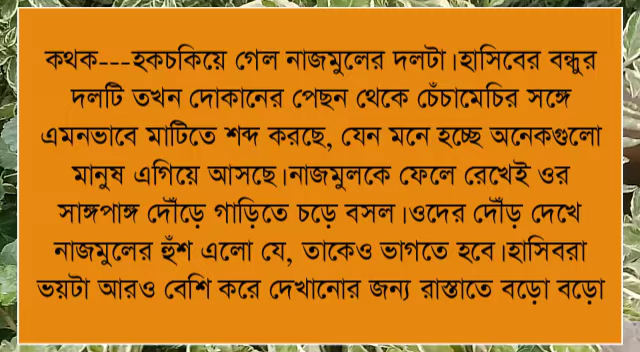 কথক---হকচকিয়ে গেল নাজমুলের দলটা।হাসিবের বন্ধুর
দলটি তখন দোকানের পেছন থেকে চেঁচামেচির সঙ্গে
এমনভাবে মাটিতে শব্দ করছে, যেন মনে হচ্ছে অনেকগুলো
মানুষ এগিয়ে আসছে।নাজমুলকে ফেলে রেখেই ওর
সাঙ্গপাঙ্গ দৌঁড়ে গাড়িতে চড়ে বসল।ওদের দৌঁড় দেখে
নাজমুলের হুঁশ এলো যে, তাকেও ভাগতে হবে।হাসিবরা
ভয়টা আরও বেশি করে দেখানোর জন্য রাস্তাতে বড়ো বড়ো